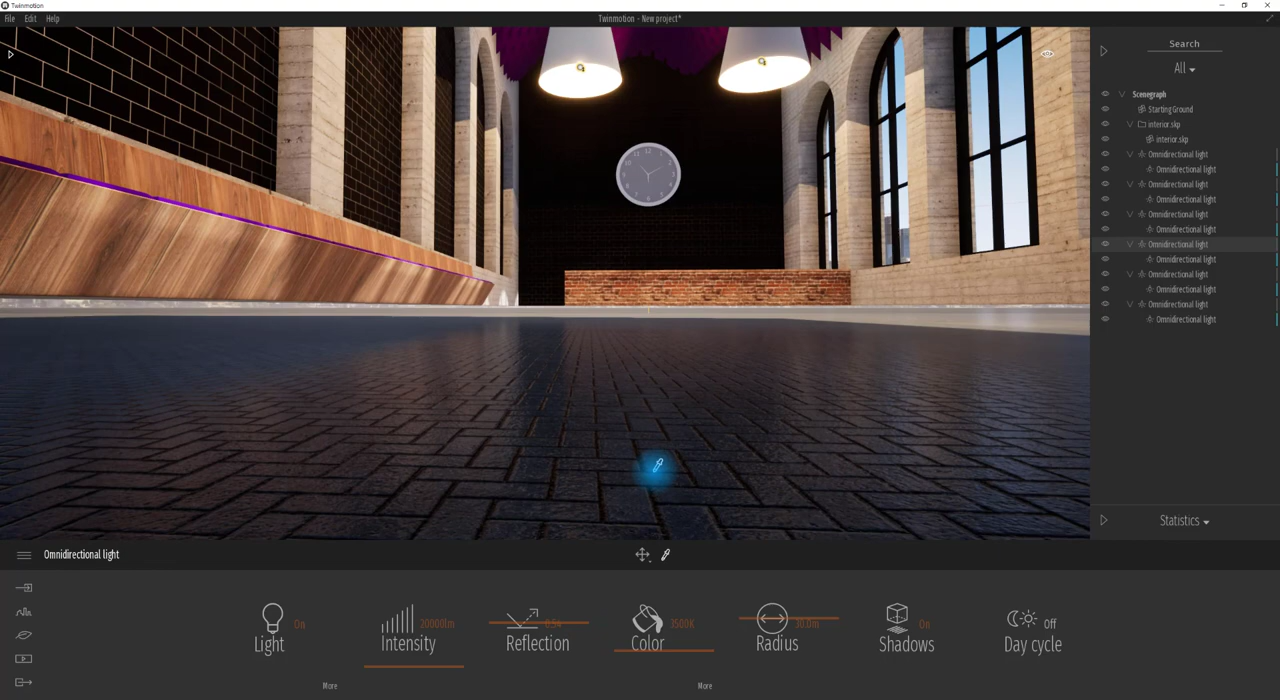 Twinmotion
File Edit Help
Twinmotion - New project*
Search
All
Scenegraph
Starting Ground
interior.skp
interior.skp
Omnidirectional light
Omnidirectional light
Omnidirectional light
Omnidirectional light
Omnidirectional light
Omnidirectional light
Omnidirectional light
Omnidirectional light
Omnidirectional light
Omnidirectional light
Omnidirectional light
Omnidirectional light
Statistics
Omnidirectional light
Light On
Intensity 20000lm
Reflection
Color 3500K
Radius 30.0m
Shadows On
Day cycle Off
More
More